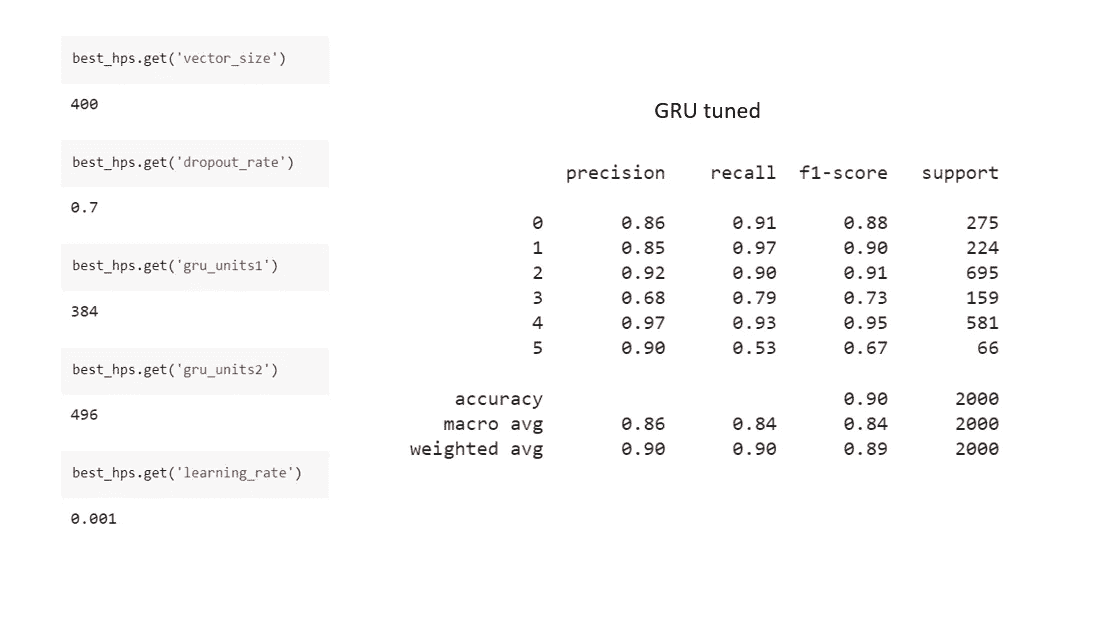 best_hps.get('vector_size')
400
best_hps.get('dropout_rate')
0.7
best_hps.get('gru_units1')
384
best_hps.get('gru_units2')
496
best_hps.get('learning_rate')
0.001
GRU tuned
precision recall f1-score support
0 0.86 0.91 0.88 275
1 0.85 0.97 0.90 224
2 0.92 0.90 0.91 695
3 0.68 0.79 0.73 159
4 0.97 0.93 0.95 581
5 0.90 0.53 0.67 66
accuracy 0.90 2000
macro avg 0.86 0.84 0.84 2000
weighted avg 0.90 0.90 0.89 2000